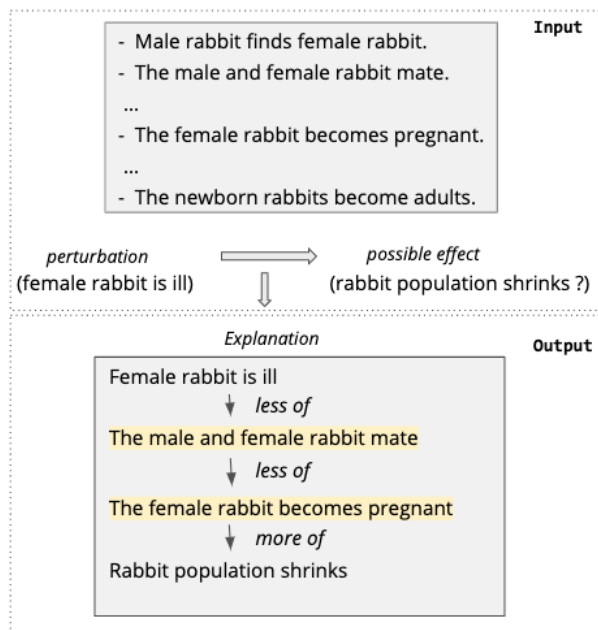 Input
- Male rabbit finds female rabbit.
- The male and female rabbit mate.
...
- The female rabbit becomes pregnant.
...
- The newborn rabbits become adults.
perturbation
(female rabbit is ill)
possible effect
(rabbit population shrinks ?)
Output
Explanation
Female rabbit is ill
less of
The male and female rabbit mate
less of
The female rabbit becomes pregnant
more of
Rabbit population shrinks